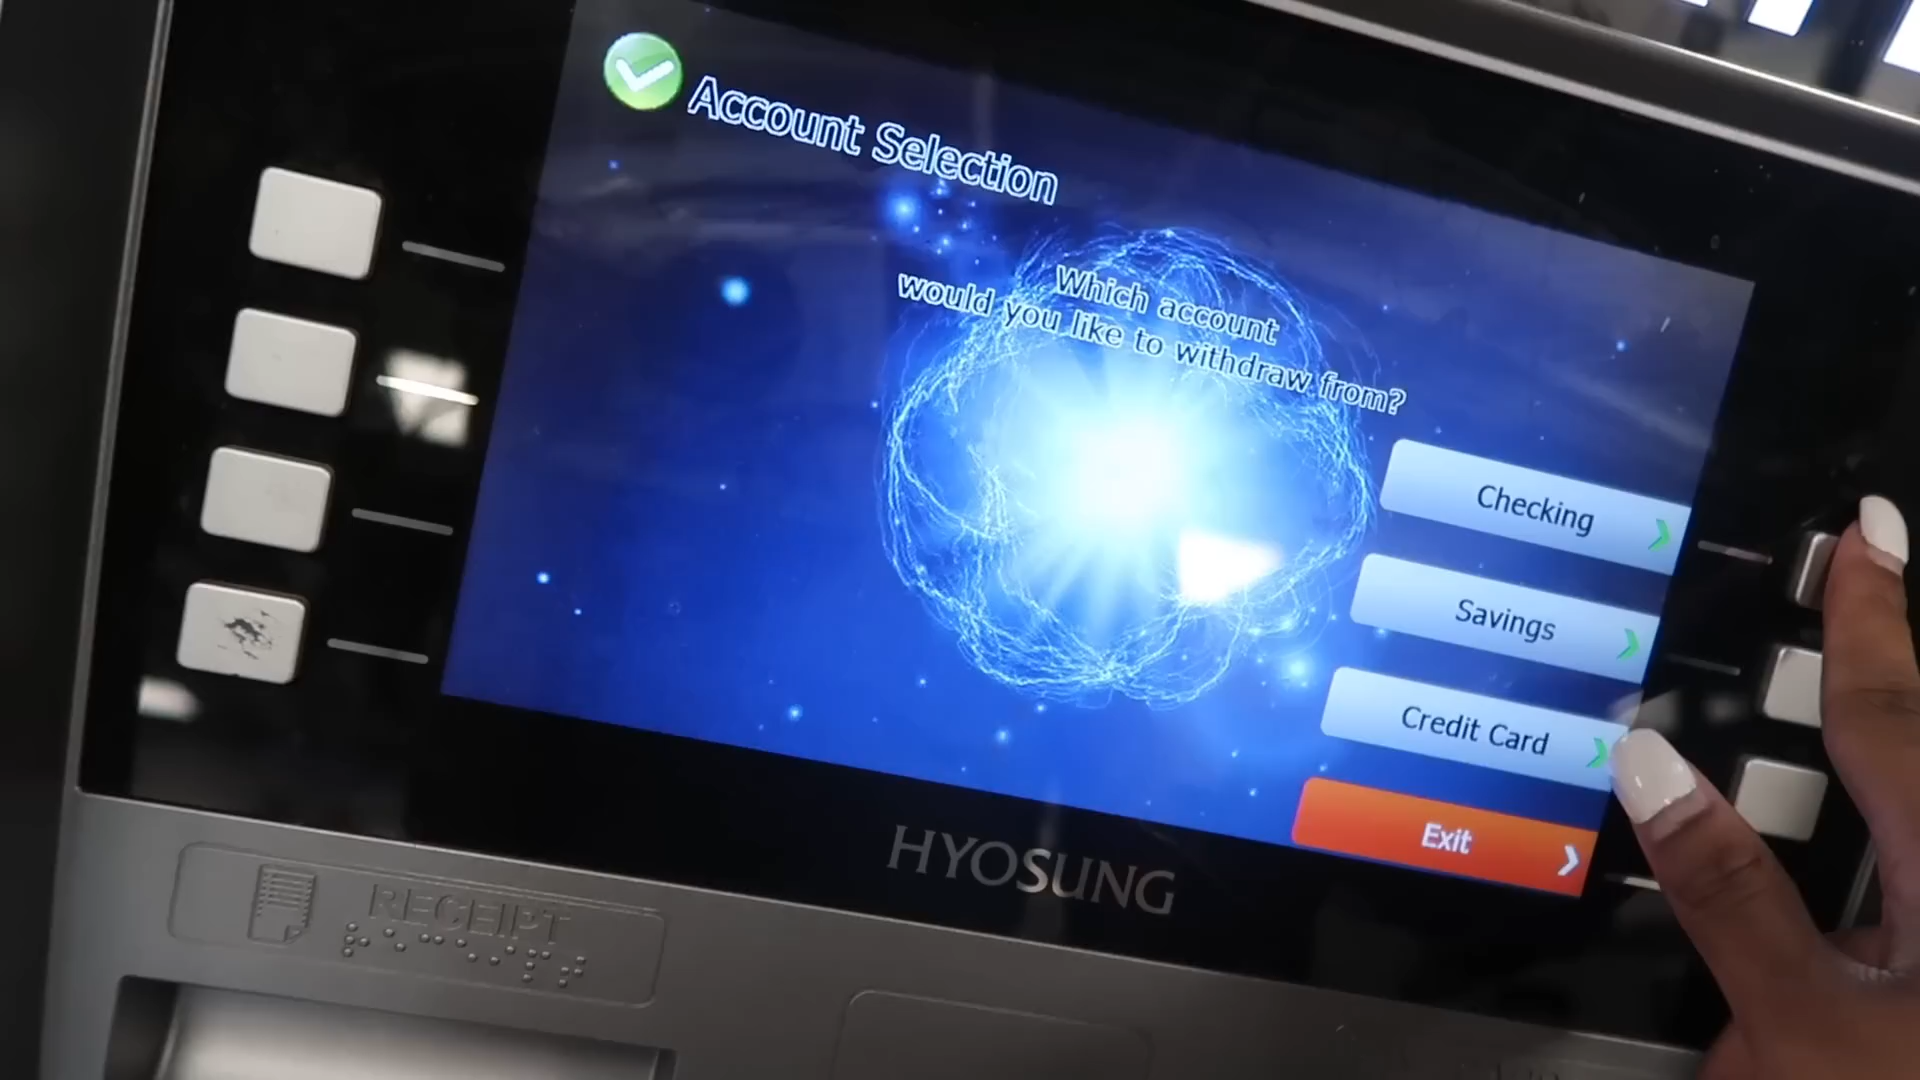 Account Selection
Which account
would you like to withdraw from?
Checking
Savings
Credit Card
Exit
HYOSUNG
RECEIPT